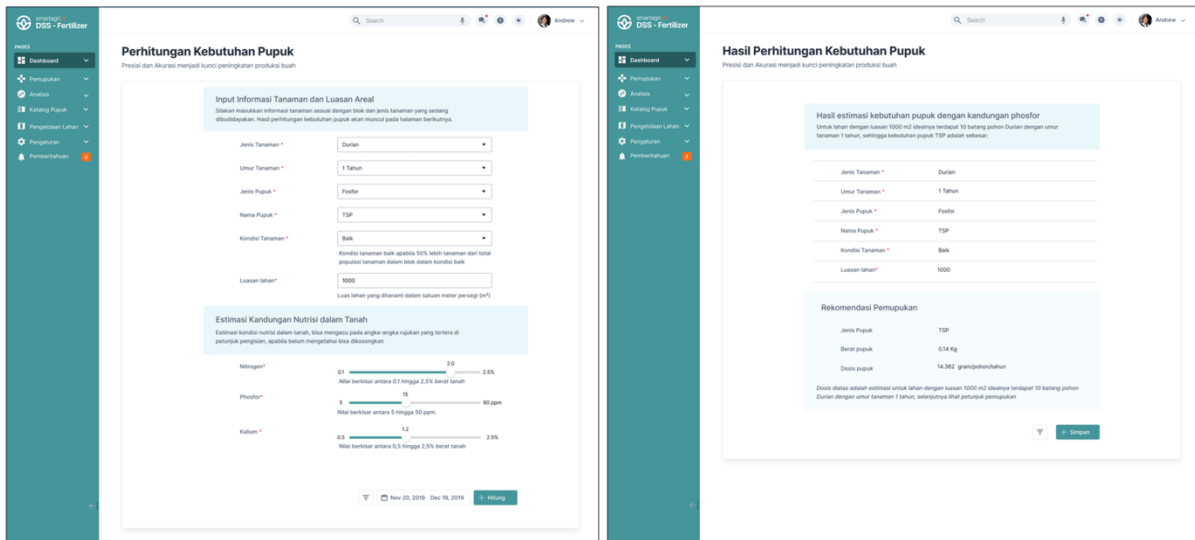 smartagri
DSS - Fertilizer
Search
Andrew
PAGES
Dashboard
Pemupukan
Analisis
Katalog Pupuk
Pengelolaan Lahan
Pengaturan
Pemberitahuan
4
Perhitungan Kebutuhan Pupuk
Presisi dan Akurasi menjadi kunci peningkatan produksi buah
Input Informasi Tanaman dan Luasan Areal
Silakan masukkan informasi tanaman sesuai dengan blok dan jenis tanaman yang sedang
dibudidayakan. Hasil perhitungan kebutuhan pupuk akan muncul pada halaman berikutnya.
Jenis Tanaman * Durian
Umur Tanaman * 1 Tahun
Jenis Pupuk * Fosfor
Nama Pupuk * TSP
Kondisi Tanaman * Baik
Kondisi tanaman baik apabila 50% lebih tanaman dari total
populasi tanaman dalam blok dalam kondisi baik
Luasan lahan* 1000
Luas lahan yang ditanami dalam satuan meter persegi (m²)
Estimasi Kandungan Nutrisi dalam Tanah
Estimasi kondisi nutrisi dalam tanah, bisa mengacu pada angka-angka rujukan yang tertera di
petunjuk pengisian, apabila belum mengetahui bisa dikosongkan
Nitrogen* 2.0
0.1 2.5%
Nilai berkisar antara 0,1 hingga 2,5% berat tanah
Phosfor* 15
5 60 ppm
Nilai berkisar antara 5 hingga 50 ppm.
Kalium * 1.2
0.5 2.5%
Nilai berkisar antara 0,5 hingga 2,5% berat tanah
Nov 20, 2019 Dec 19, 2019
+ Hitung
smartagri
DSS - Fertilizer
Search
Andrew
PAGES
Dashboard
Pemupukan
Analisis
Katalog Pupuk
Pengelolaan Lahan
Pengaturan
Pemberitahuan
4
Hasil Perhitungan Kebutuhan Pupuk
Presisi dan Akurasi menjadi kunci peningkatan produksi buah
Hasil estimasi kebutuhan pupuk dengan kandungan phosfor
Untuk lahan dengan luasan 1000 m2 idealnya terdapat 10 batang pohon Durian dengan umur
tanaman 1 tahun, sehingga kebutuhan pupuk TSP adalah sebesar:
Jenis Tanaman * Durian
Umur Tanaman * 1 Tahun
Jenis Pupuk * Fosfor
Nama Pupuk * TSP
Kondisi Tanaman * Baik
Luasan lahan* 1000
Rekomendasi Pemupukan
Jenis Pupuk TSP
Berat pupuk 0.14 Kg
Dosis pupuk 14.362 gram/pohon/tahun
Dosis diatas adalah estimasi untuk lahan dengan luasan 1000 m2 idealnya terdapat 10 batang pohon
Durian dengan umur tanaman 1 tahun, selanjutnya lihat petunjuk pemupukan
+ Simpan